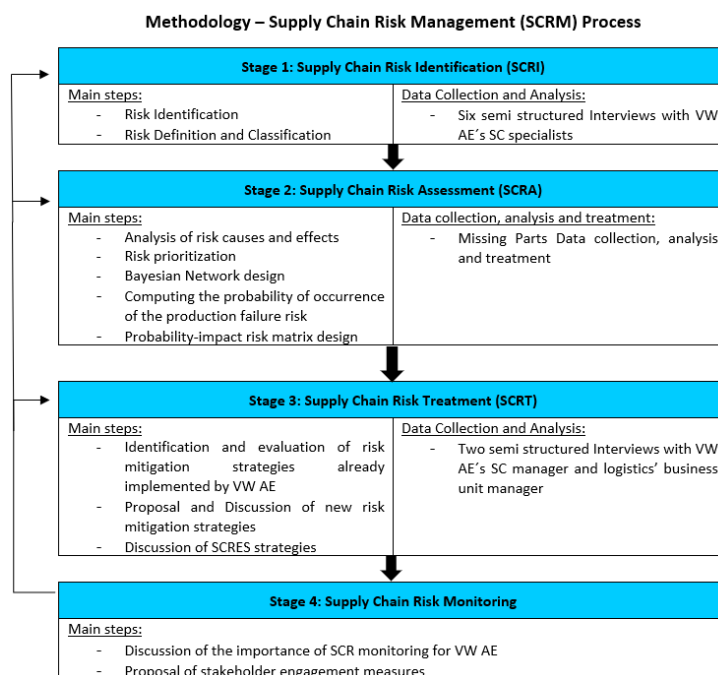 Methodology – Supply Chain Risk Management (SCRM) Process
Stage 1: Supply Chain Risk Identification (SCRI)
Main steps:
- Risk Identification
- Risk Definition and Classification
Data Collection and Analysis:
- Six semi structured Interviews with VW
AE´s SC specialists
Stage 2: Supply Chain Risk Assessment (SCRA)
Main steps:
- Analysis of risk causes and effects
- Risk prioritization
- Bayesian Network design
- Computing the probability of occurrence
of the production failure risk
- Probability-impact risk matrix design
Data collection, analysis and treatment:
- Missing Parts Data collection, analysis
and treatment
Stage 3: Supply Chain Risk Treatment (SCRT)
Main steps:
- Identification and evaluation of risk
mitigation strategies already
implemented by VW AE
- Proposal and Discussion of new risk
mitigation strategies
- Discussion of SCRES strategies
Data Collection and Analysis:
- Two semi structured Interviews with VW
AE´s SC manager and logistics’ business
unit manager
Stage 4: Supply Chain Risk Monitoring
Main steps:
- Discussion of the importance of SCR monitoring for VW AE
- Proposal of stakeholder engagement measures